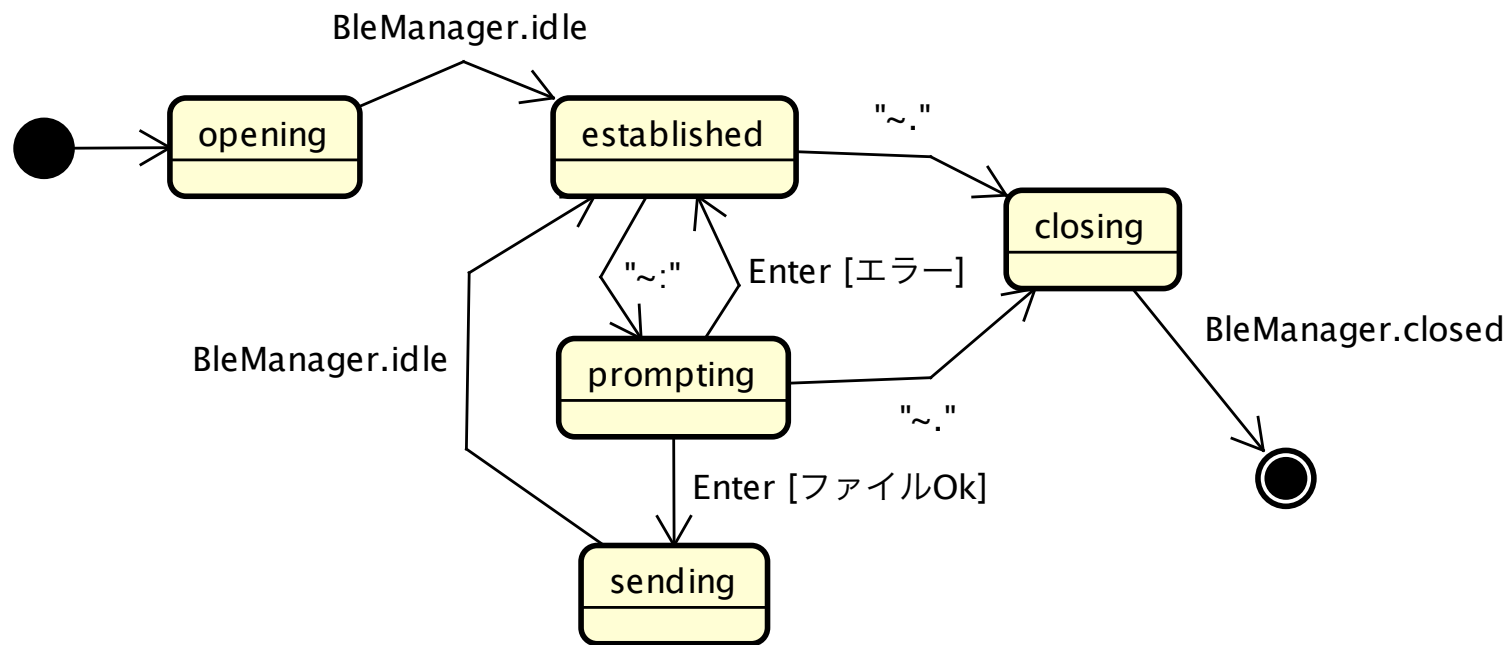 BleManager.idle
opening
established
"~."
closing
"~:"
Enter [エラー]
BleManager.closed
BleManager.idle
prompting
"~."
Enter [ファイルOk]
sending